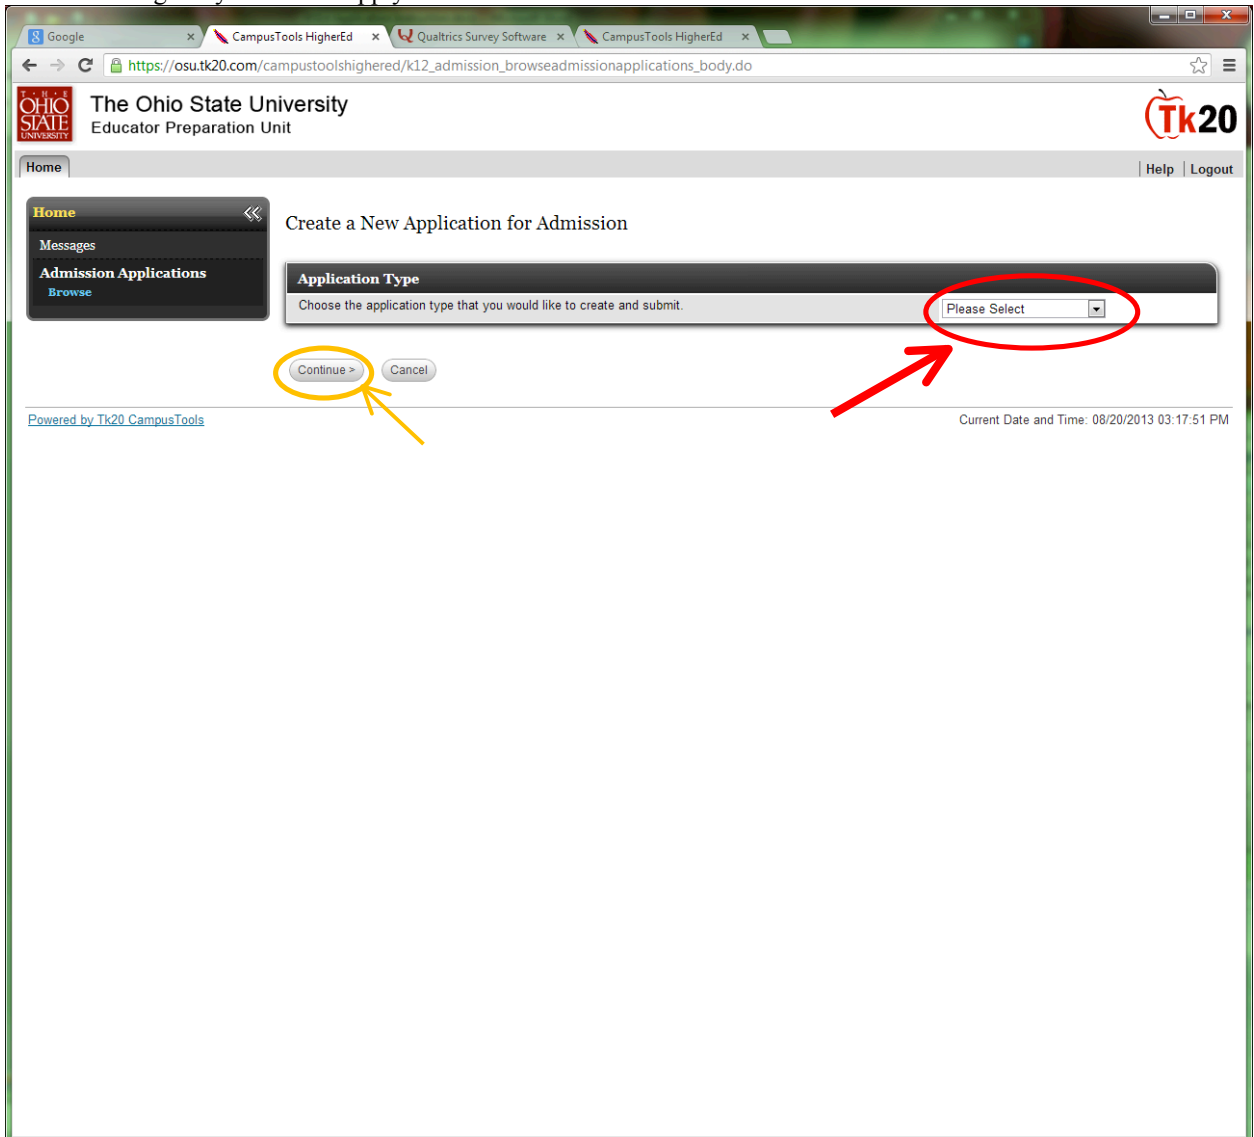 Google
CampusTools HigherEd
Qualtrics Survey Software
CampusTools HigherEd
https://osu.tk20.com/campustoolshighered/k12_admission_browseadmissionapplications_body.do
T · H · E
OHIO
STATE
UNIVERSITY
The Ohio State University
Educator Preparation Unit
Tk20
Home
Help
Logout
Home
Messages
Admission Applications
Browse
Create a New Application for Admission
Application Type
Choose the application type that you would like to create and submit.
Please Select
Continue >
Cancel
Powered by Tk20 CampusTools
Current Date and Time: 08/20/2013 03:17:51 PM